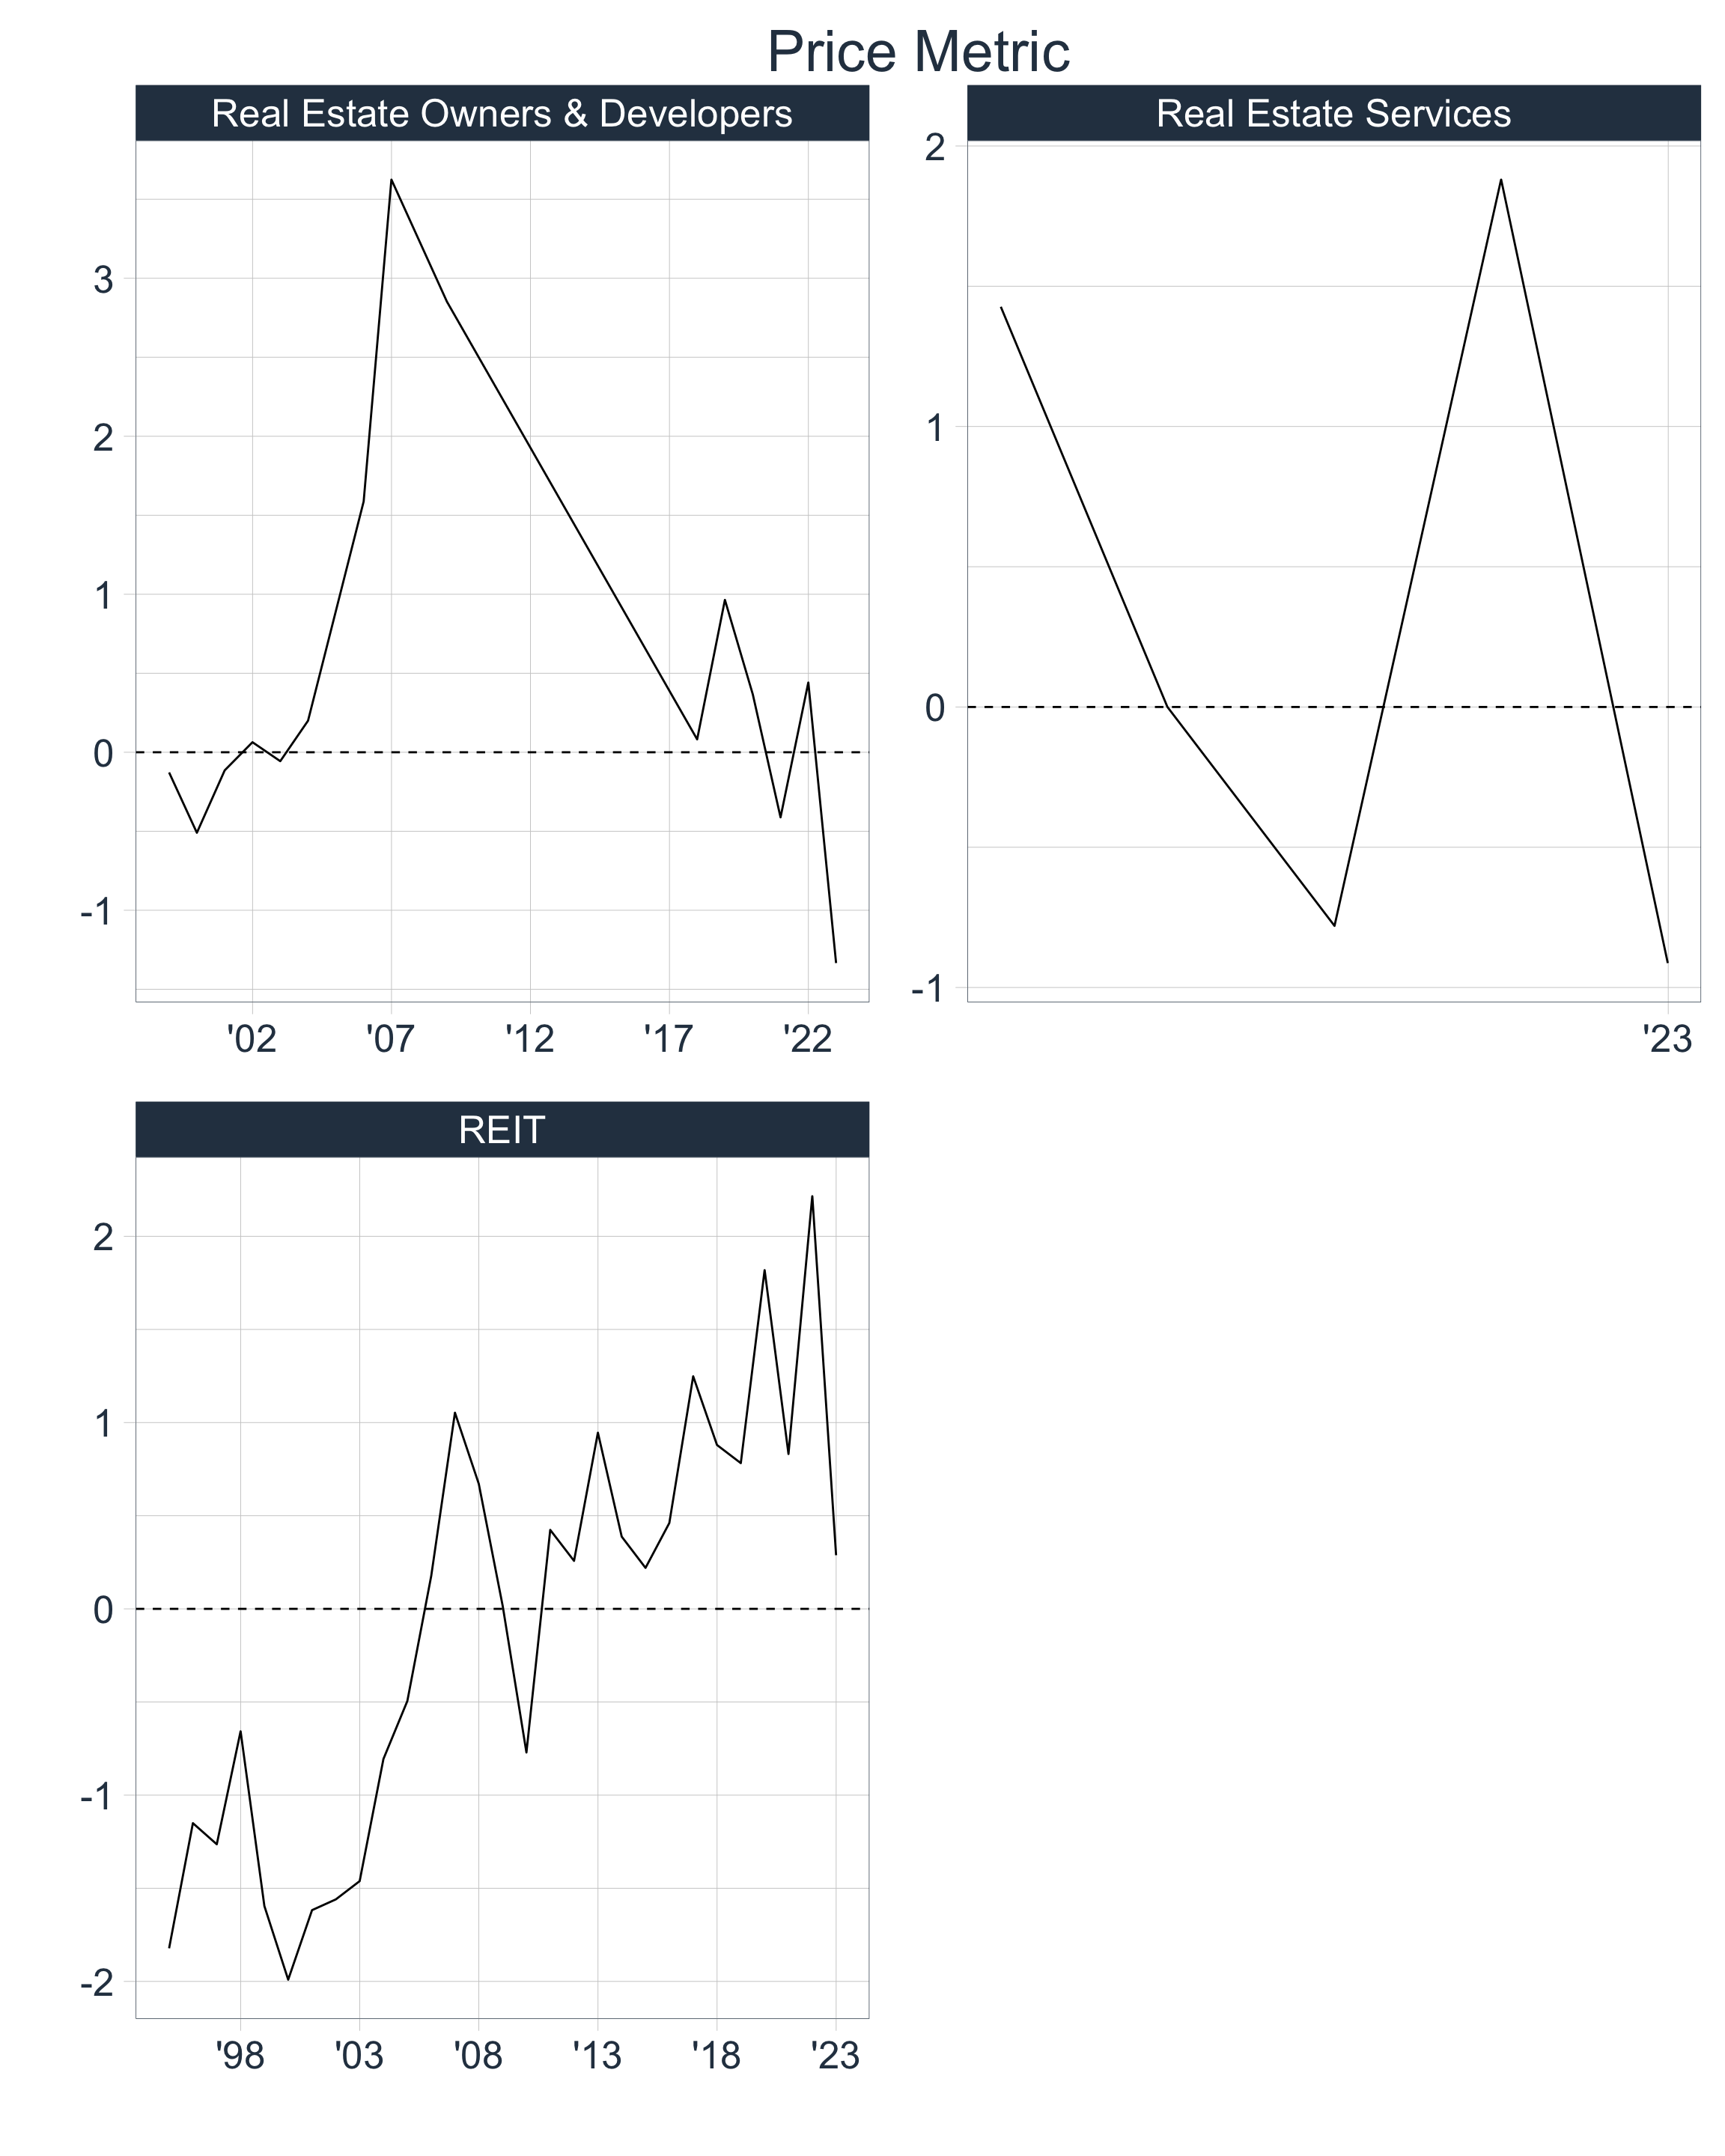 Price Metric
Real Estate Owners & Developers
3
2
1
0
-1
'02 '07 '12 '17 '22
Real Estate Services
2
1
0
-1
'23
REIT
2
1
0
-1
-2
'98 '03 '08 '13 '18 '23